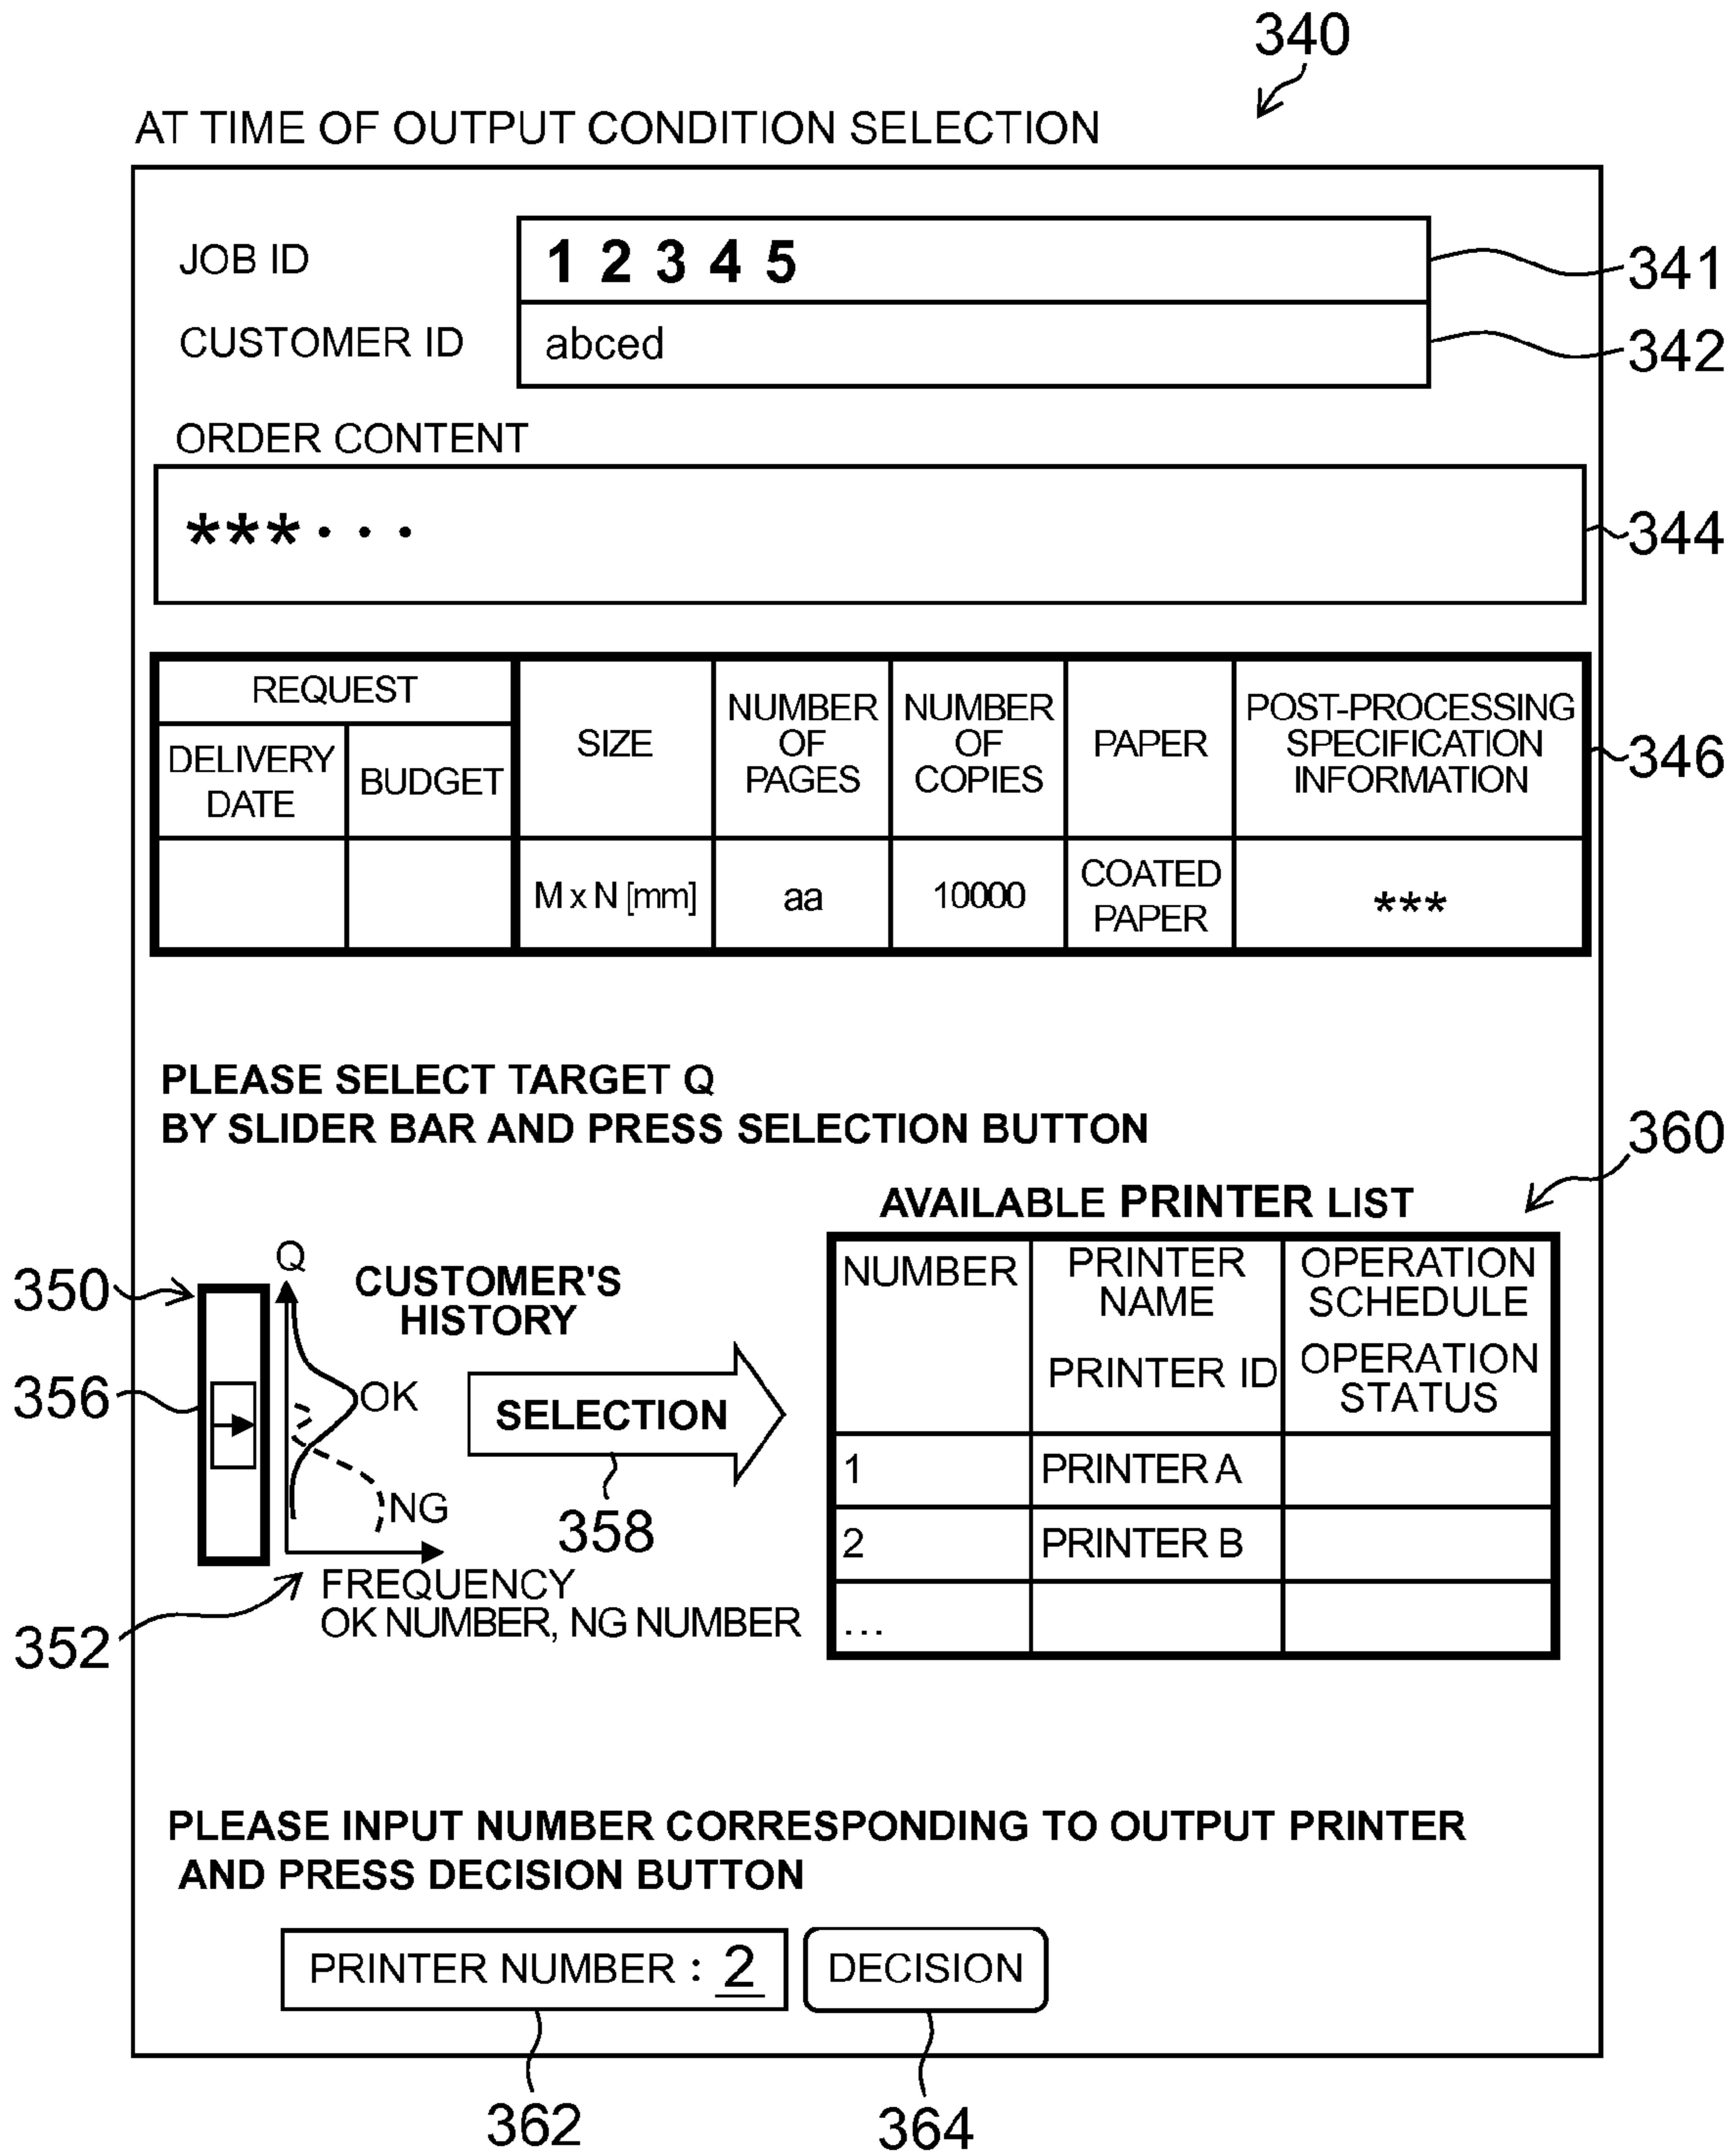 340
AT TIME OF OUTPUT CONDITION SELECTION
JOB ID
1 2 3 4 5
341
CUSTOMER ID
abced
342
ORDER CONTENT
***・・・
344
REQUEST
DELIVERY
DATE
BUDGET
SIZE
NUMBER
OF
PAGES
NUMBER
OF
COPIES
PAPER
POST-PROCESSING
SPECIFICATION
INFORMATION
346
M x N [mm]
aa
10000
COATED
PAPER
***
PLEASE SELECT TARGET Q
BY SLIDER BAR AND PRESS SELECTION BUTTON
360
AVAILABLE PRINTER LIST
350
356
352
Q
CUSTOMER'S
HISTORY
OK
NG
FREQUENCY
OK NUMBER, NG NUMBER
SELECTION
358
NUMBER
PRINTER
NAME
PRINTER ID
OPERATION
SCHEDULE
OPERATION
STATUS
1
PRINTER A
2
PRINTER B
...
PLEASE INPUT NUMBER CORRESPONDING TO OUTPUT PRINTER
AND PRESS DECISION BUTTON
PRINTER NUMBER : 2
DECISION
362
364